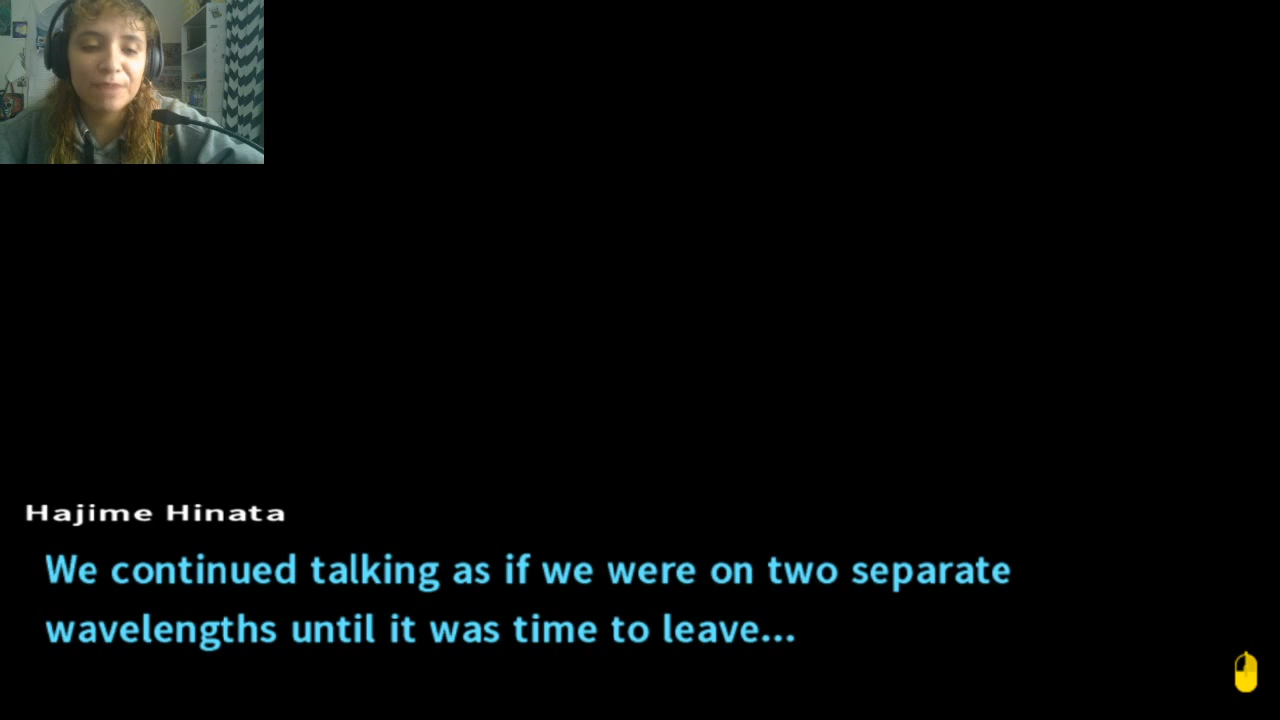 Hajime Hinata
We continued talking as if we were on two separate
wavelengths until it was time to leave...